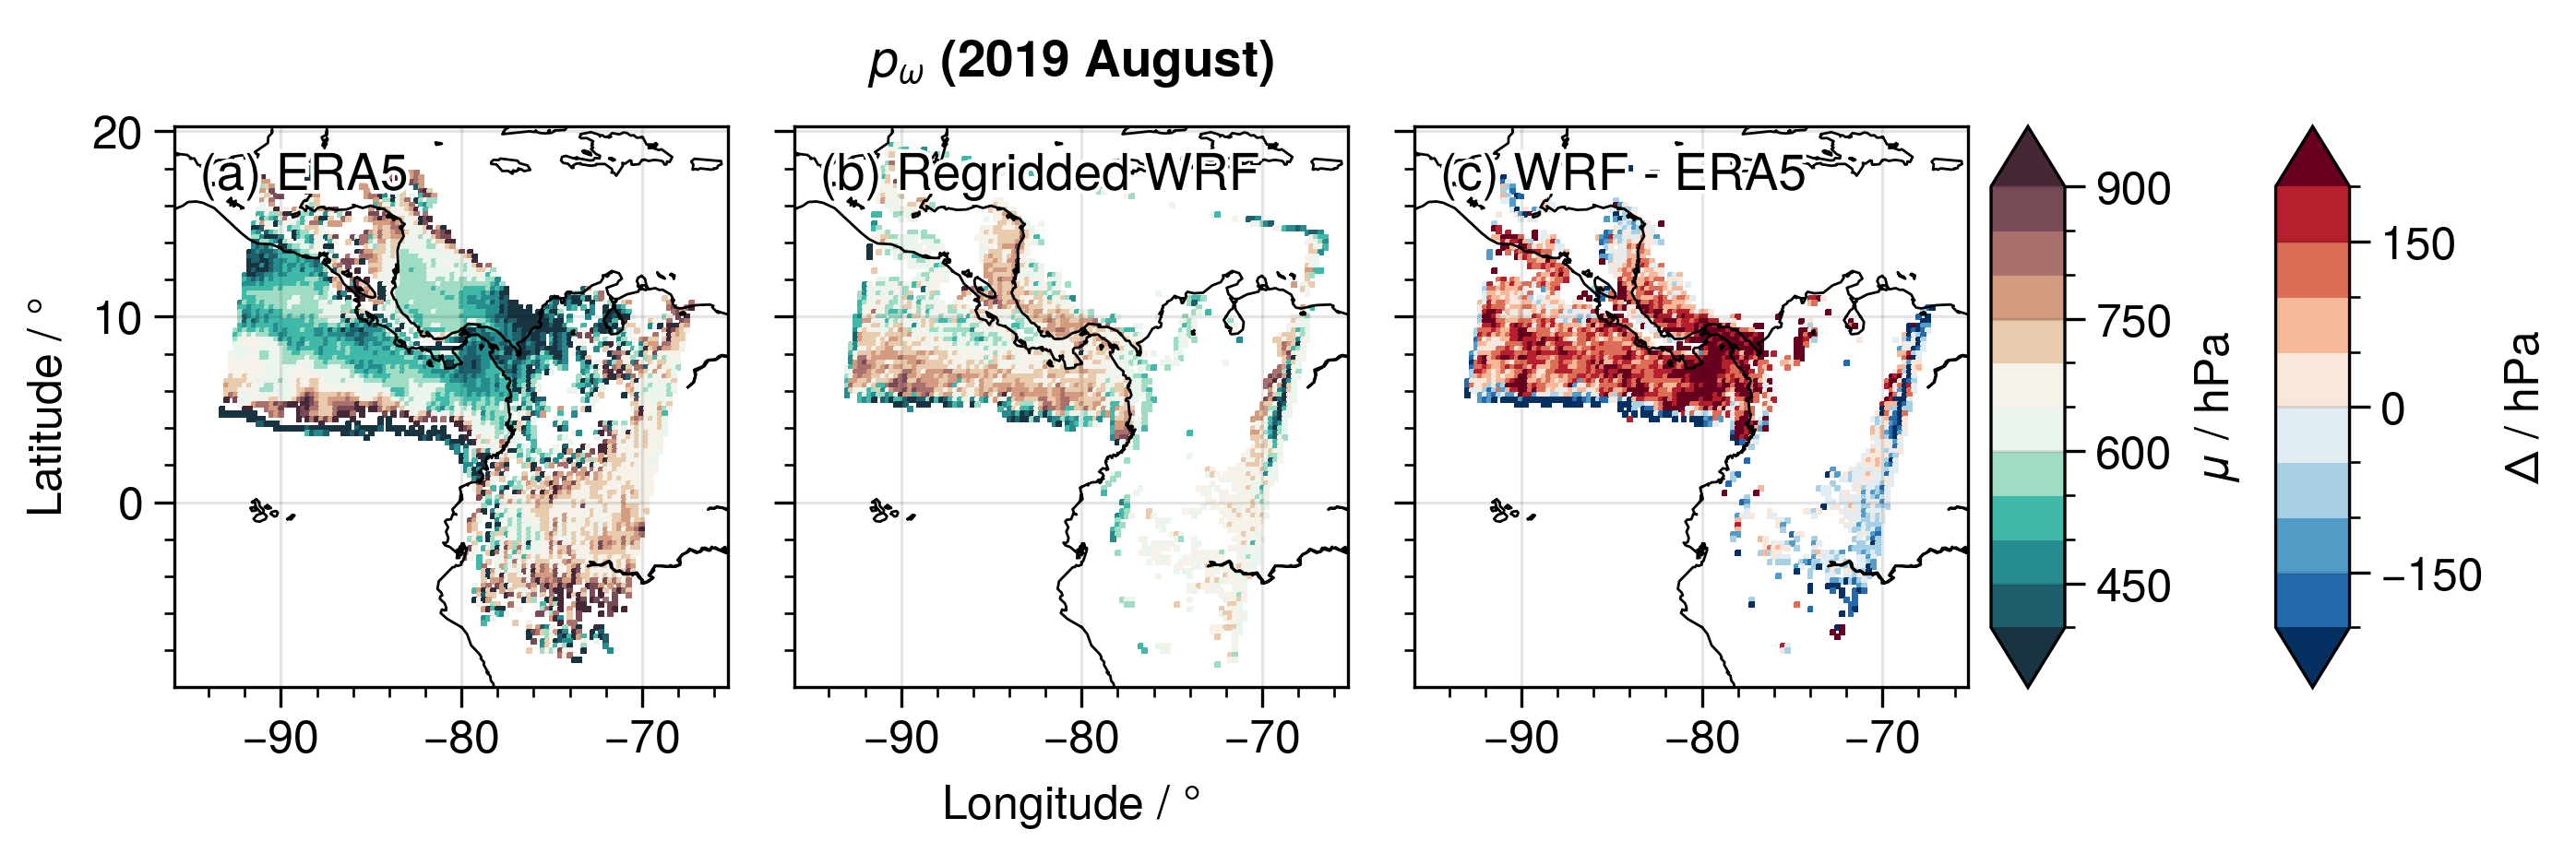 p_ω (2019 August)
(a) ERA5
(b) Regridded WRF
(c) WRF - ERA5
20
10
0
Latitude / °
−90
−80
−70
−90
−80
−70
−90
−80
−70
Longitude / °
900
750
600
450
μ / hPa
150
0
−150
Δ / hPa